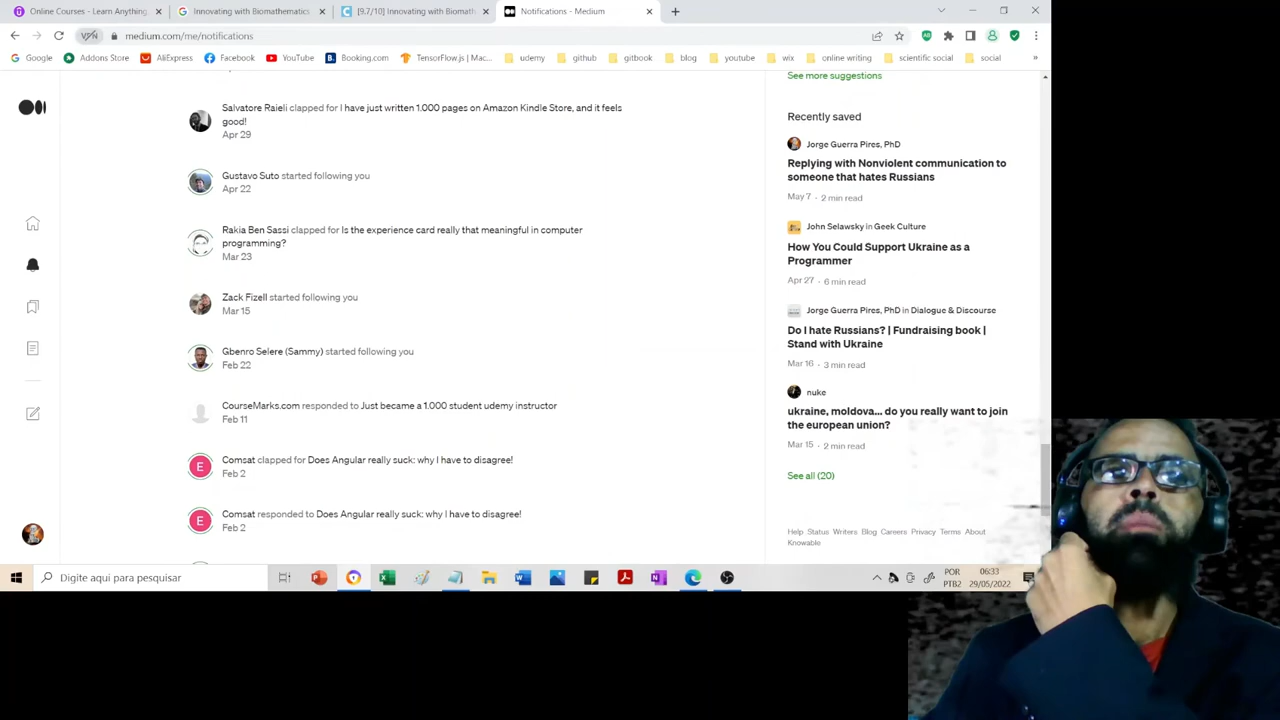 Online Courses - Learn Anything
Innovating with Biomathematics
[9.7/10] Innovating with Biomath
Notifications - Medium
VPN
medium.com/me/notifications
Google
Addons Store
AliExpress
Facebook
YouTube
Booking.com
TensorFlow.js | Mac...
udemy
github
gitbook
blog
youtube
wix
online writing
scientific social
social
»
Salvatore Raieli clapped for I have just written 1.000 pages on Amazon Kindle Store, and it feels
good!
Apr 29
Gustavo Suto started following you
Apr 22
Rakia Ben Sassi clapped for Is the experience card really that meaningful in computer
programming?
Mar 23
Zack Fizell started following you
Mar 15
Gbenro Selere (Sammy) started following you
Feb 22
CourseMarks.com responded to Just became a 1.000 student udemy instructor
Feb 11
E
Comsat clapped for Does Angular really suck: why I have to disagree!
Feb 2
E
Comsat responded to Does Angular really suck: why I have to disagree!
Feb 2
See more suggestions
Recently saved
Jorge Guerra Pires, PhD
Replying with Nonviolent communication to
someone that hates Russians
May 7 · 2 min read
John Selawsky in Geek Culture
How You Could Support Ukraine as a
Programmer
Apr 27 · 6 min read
Jorge Guerra Pires, PhD in Dialogue & Discourse
Do I hate Russians? | Fundraising book |
Stand with Ukraine
Mar 16 · 3 min read
nuke
ukraine, moldova... do you really want to join
the european union?
Mar 15 · 2 min read
See all (20)
Help Status Writers Blog Careers Privacy Terms About
Knowable
Digite aqui para pesquisar
POR
PTB2
06:33
29/05/2022